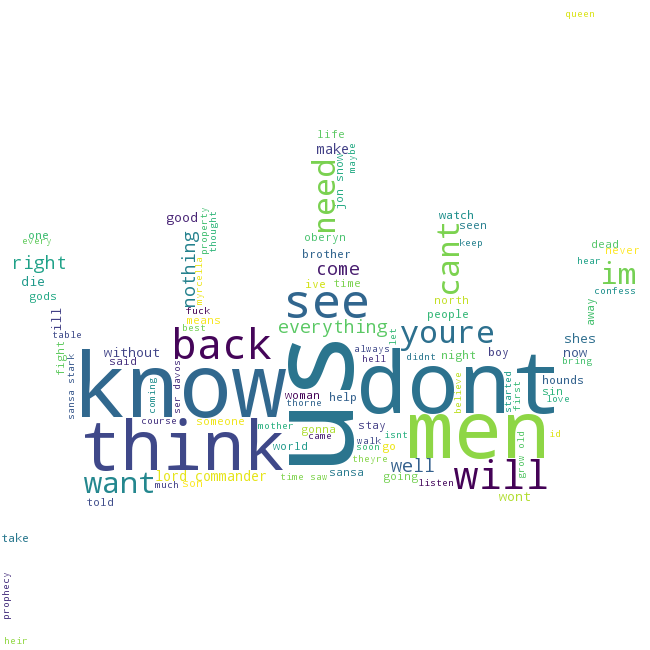 queen
life
make
maybe
jon snow
need
good
property
thought
watch
seen
one
every
oberyn
cant
keep
dead
never
right
nothing
brother
hear
im
die
myrcella
come
confess
gods
ive time
north
ill
fuck
see
people
away
means
best
everything
youre
shes
table
back
let
now
fight
without
always
didnt
night
boy
bring
sansa stark
said
know
us
hell
dont
coming
ser davos
woman
help
believe
started
first
hounds
sin
love
thorne
men
course
someone
mother
gonna
stay
id
think
came
walk
isnt
world
soon
go
grow old
theyre
want
lord commander
time saw
sansa
well
will
much
son
going
listen
told
wont
take
prophecy
heir